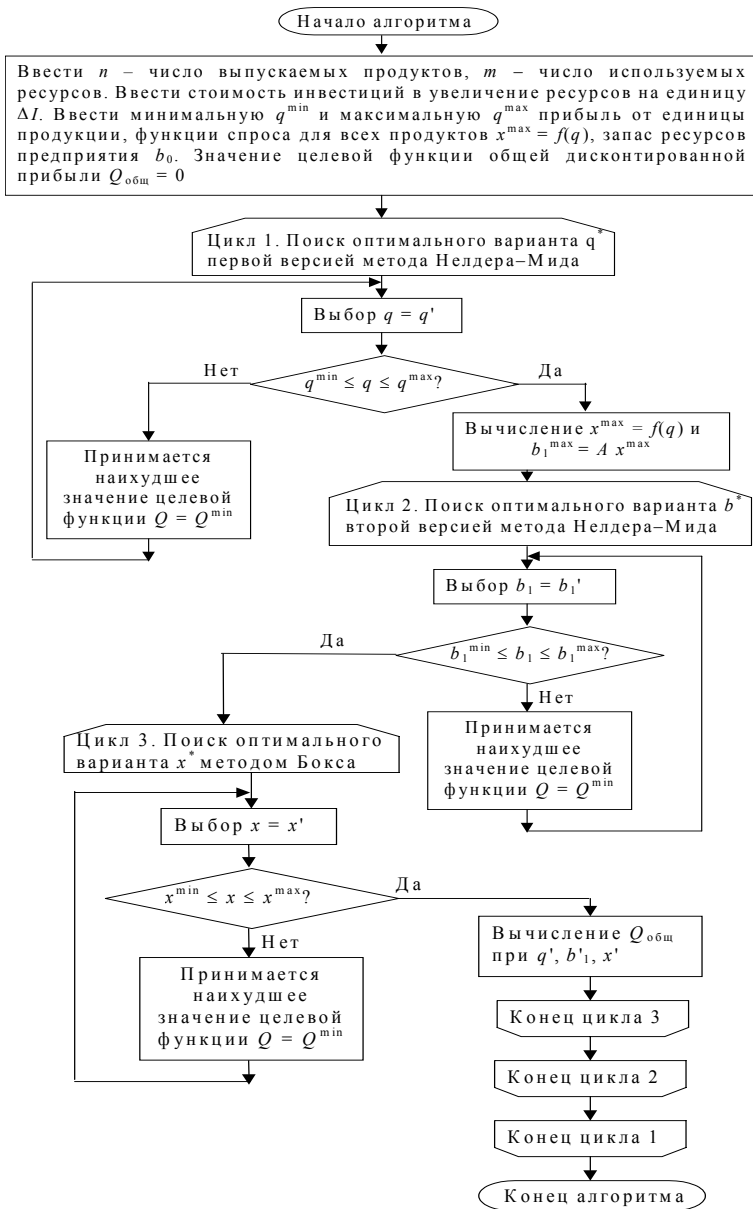 Начало алгоритма
Ввести n – число выпускаемых продуктов, m – число используемых
ресурсов. Ввести стоимость инвестиций в увеличение ресурсов на единицу
ΔI. Ввести минимальную q^min и максимальную q^max прибыль от единицы
продукции, функции спроса для всех продуктов x^max = f(q), запас ресурсов
предприятия b₀. Значение целевой функции общей дисконтированной
прибыли Q_общ = 0
Цикл 1. Поиск оптимального варианта q*
первой версией метода Нелдера–Мида
Выбор q = q'
Нет
q^min ≤ q ≤ q^max?
Да
Принимается
наихудшее
значение целевой
функции Q = Q^min
Вычисление x^max = f(q) и
b₁^max = A x^max
Цикл 2. Поиск оптимального варианта b*
второй версией метода Нелдера–Мида
Выбор b₁ = b₁'
Да
b₁^min ≤ b₁ ≤ b₁^max?
Нет
Принимается
наихудшее
значение целевой
функции Q = Q^min
Цикл 3. Поиск оптимального
варианта x* методом Бокса
Выбор x = x'
x^min ≤ x ≤ x^max?
Да
Нет
Принимается
наихудшее
значение целевой
функции Q = Q^min
Вычисление Q_общ
при q', b'₁, x'
Конец цикла 3
Конец цикла 2
Конец цикла 1
Конец алгоритма